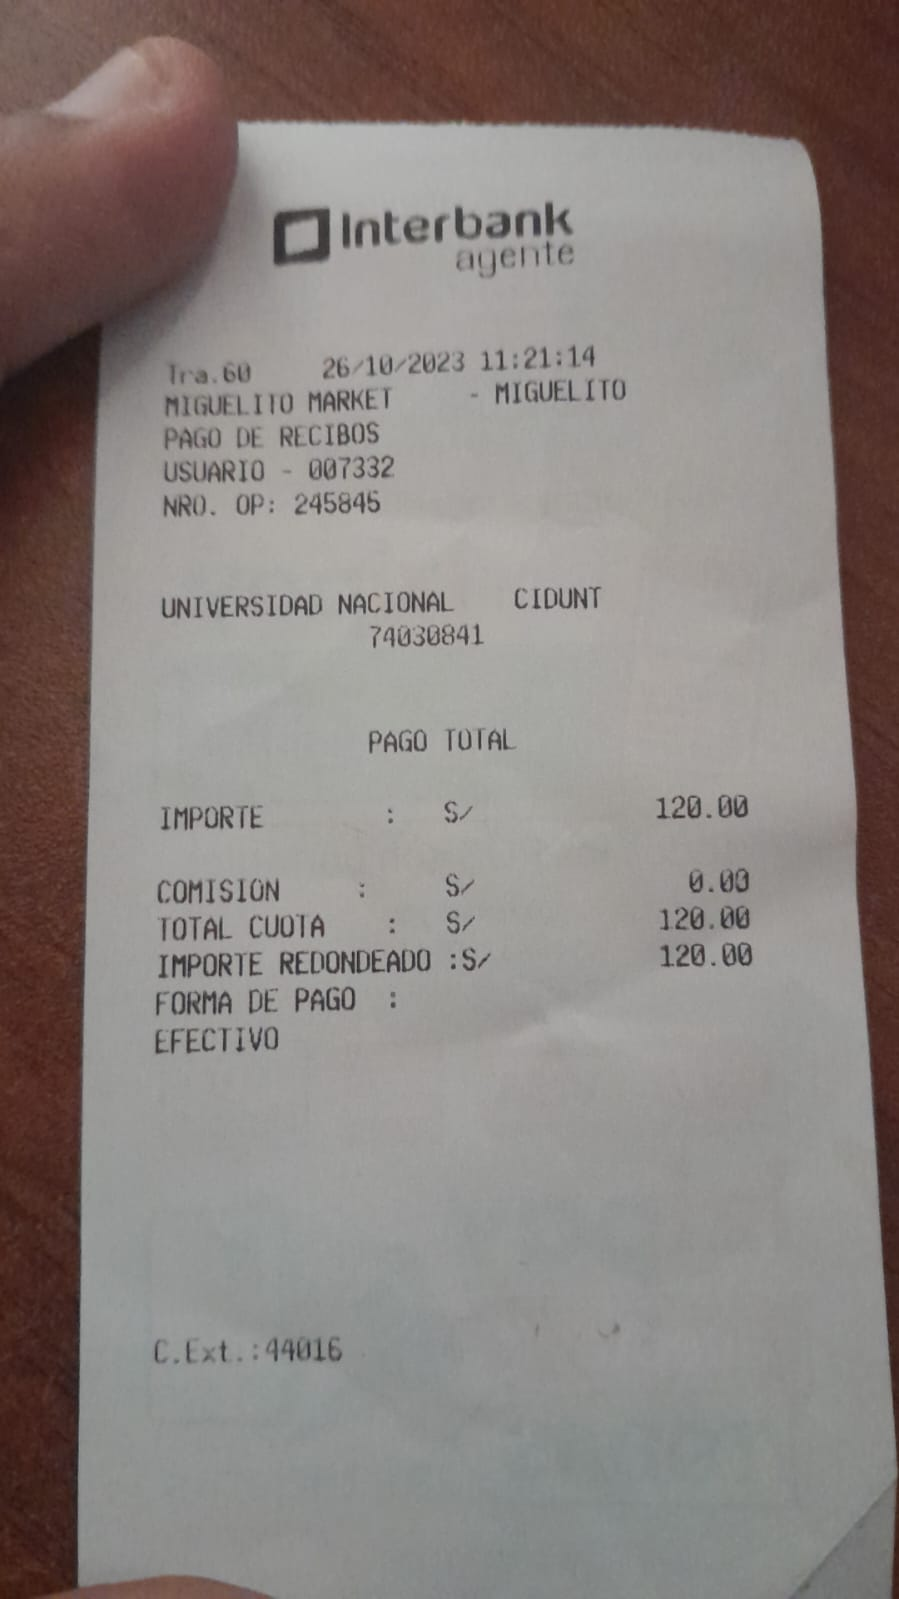 Interbank
agente
Tra.60 26/10/2023 11:21:14
MIGUELITO MARKET - MIGUELITO
PAGO DE RECIBOS
USUARIO - 007332
NRO. OP: 245845
UNIVERSIDAD NACIONAL CIDUNT
74030841
PAGO TOTAL
IMPORTE : S/ 120.00
COMISION : S/ 0.00
TOTAL CUOTA : S/ 120.00
IMPORTE REDONDEADO :S/ 120.00
FORMA DE PAGO :
EFECTIVO
C.Ext.:44016